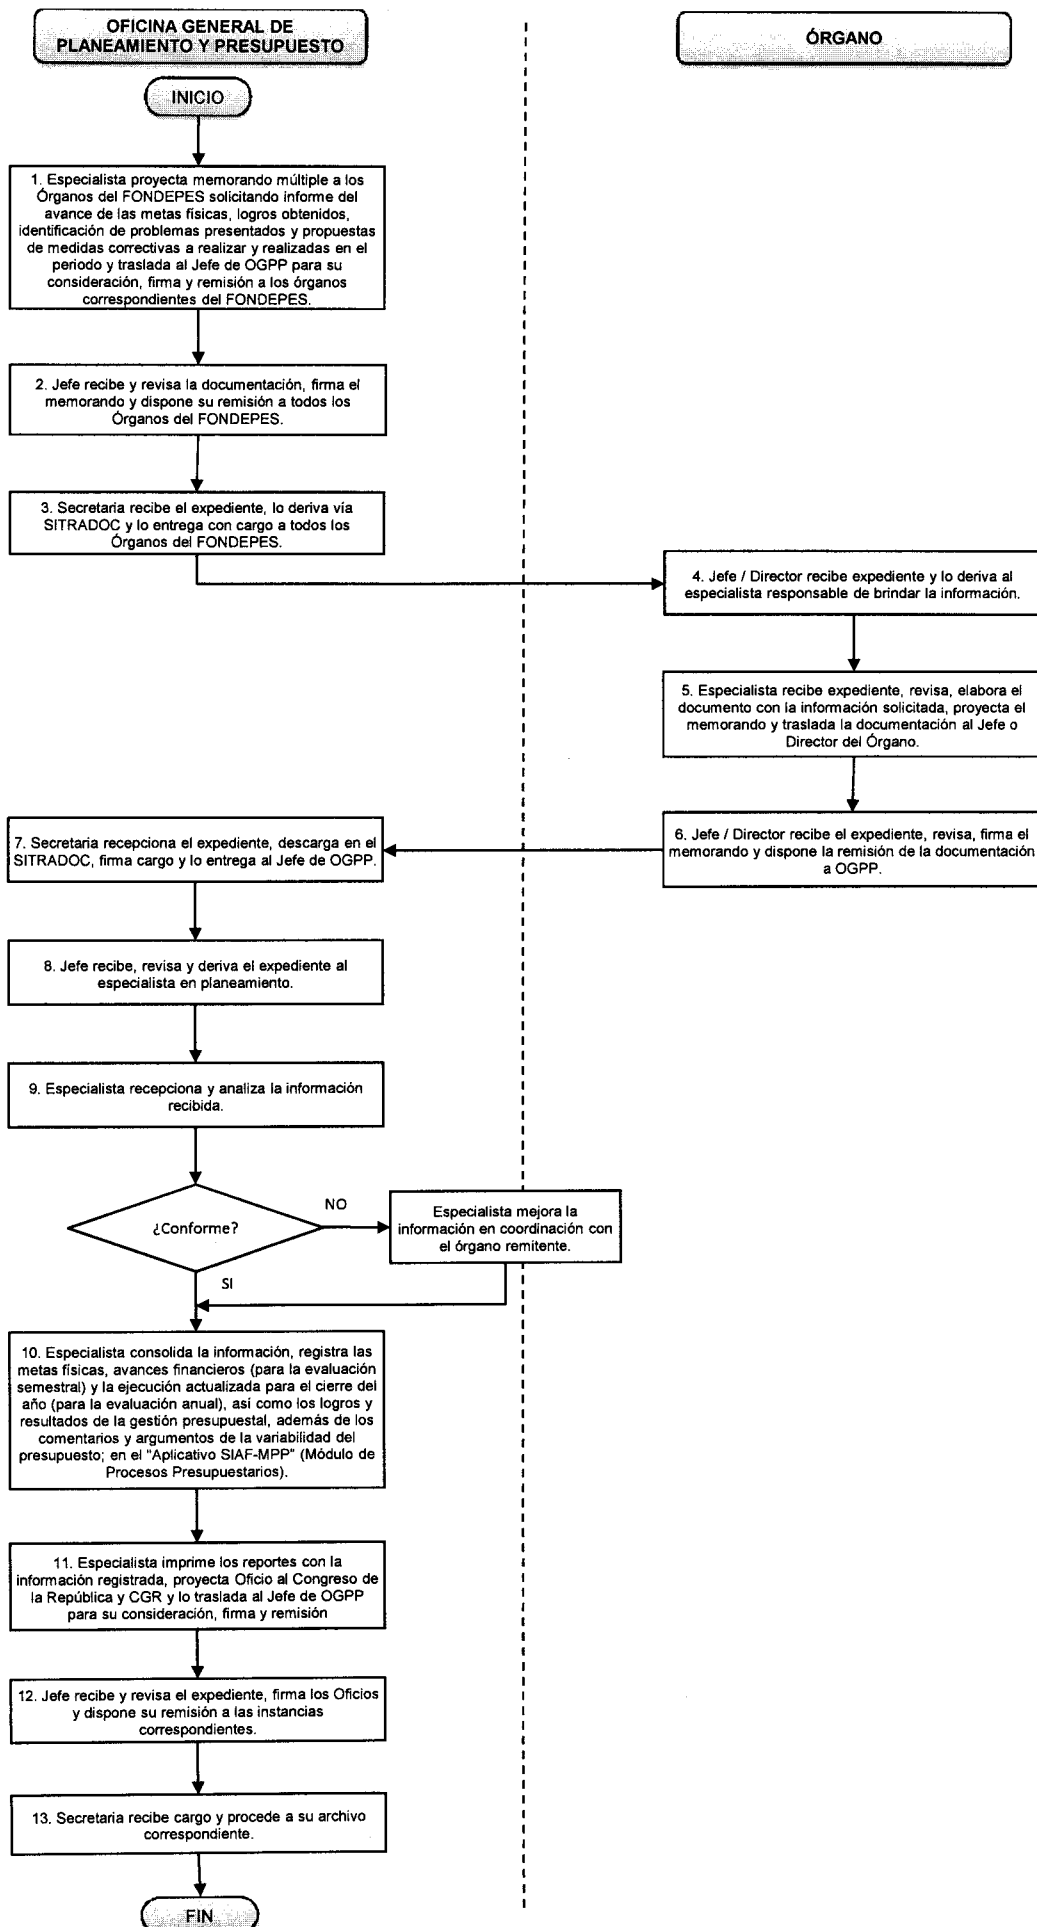 OFICINA GENERAL DE
PLANEAMIENTO Y PRESUPUESTO
ÓRGANO
INICIO
1. Especialista proyecta memorando múltiple a los
Órganos del FONDEPES solicitando informe del
avance de las metas físicas, logros obtenidos,
identificación de problemas presentados y propuestas
de medidas correctivas a realizar y realizadas en el
periodo y traslada al Jefe de OGPP para su
consideración, firma y remisión a los órganos
correspondientes del FONDEPES.
2. Jefe recibe y revisa la documentación, firma el
memorando y dispone su remisión a todos los
Órganos del FONDEPES.
3. Secretaria recibe el expediente, lo deriva vía
SITRADOC y lo entrega con cargo a todos los
Órganos del FONDEPES.
4. Jefe / Director recibe expediente y lo deriva al
especialista responsable de brindar la información.
5. Especialista recibe expediente, revisa, elabora el
documento con la información solicitada, proyecta el
memorando y traslada la documentación al Jefe o
Director del Órgano.
6. Jefe / Director recibe el expediente, revisa, firma el
memorando y dispone la remisión de la documentación
a OGPP.
7. Secretaria recepciona el expediente, descarga en el
SITRADOC, firma cargo y lo entrega al Jefe de OGPP.
8. Jefe recibe, revisa y deriva el expediente al
especialista en planeamiento.
9. Especialista recepciona y analiza la información
recibida.
¿Conforme?
NO
Especialista mejora la
información en coordinación con
el órgano remitente.
SI
10. Especialista consolida la información, registra las
metas físicas, avances financieros (para la evaluación
semestral) y la ejecución actualizada para el cierre del
año (para la evaluación anual), así como los logros y
resultados de la gestión presupuestal, además de los
comentarios y argumentos de la variabilidad del
presupuesto; en el "Aplicativo SIAF-MPP" (Módulo de
Procesos Presupuestarios).
11. Especialista imprime los reportes con la
información registrada, proyecta Oficio al Congreso de
la República y CGR y lo traslada al Jefe de OGPP
para su consideración, firma y remisión
12. Jefe recibe y revisa el expediente, firma los Oficios
y dispone su remisión a las instancias
correspondientes.
13. Secretaria recibe cargo y procede a su archivo
correspondiente.
FIN